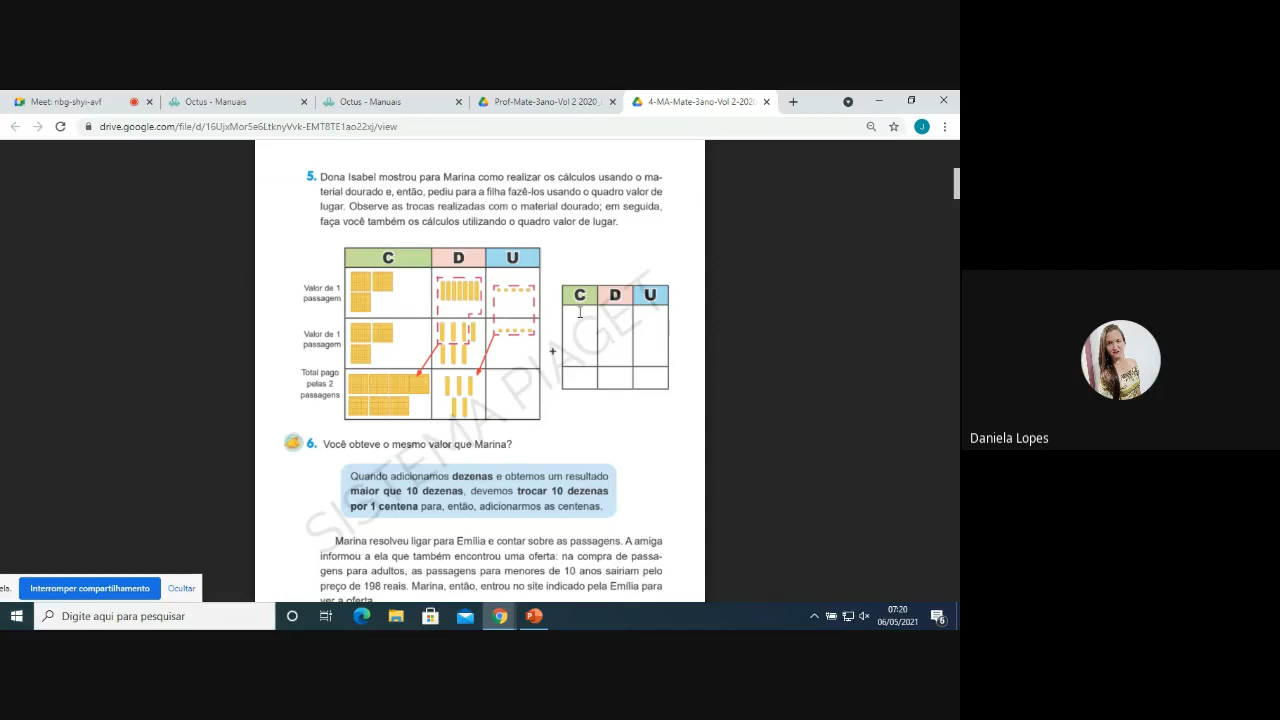 Meet: nbg-shyi-avf
Octus - Manuais
Octus - Manuais
Prof-Mate-3ano-Vol 2 2020_
4-MA-Mate-3ano-Vol 2-2020
drive.google.com/file/d/16UjxMor5e6LtknyVvk-EMT8TE1ao22xj/view
J
5. Dona Isabel mostrou para Marina como realizar os cálculos usando o ma-
terial dourado e, então, pediu para a filha fazê-los usando o quadro valor de
lugar. Observe as trocas realizadas com o material dourado; em seguida,
faça você também os cálculos utilizando o quadro valor de lugar.
C D U
Valor de 1
passagem
Valor de 1
passagem
Total pago
pelas 2
passagens
C D U
+
SISTEMA PIAGET
6. Você obteve o mesmo valor que Marina?
Quando adicionamos dezenas e obtemos um resultado
maior que 10 dezenas, devemos trocar 10 dezenas
por 1 centena para, então, adicionarmos as centenas.
Marina resolveu ligar para Emília e contar sobre as passagens. A amiga
informou a ela que também encontrou uma oferta: na compra de passa-
gens para adultos, as passagens para menores de 10 anos sairiam pelo
preço de 198 reais. Marina, então, entrou no site indicado pela Emília para
ver a oferta.
ela.
Interromper compartilhamento
Ocultar
Digite aqui para pesquisar
07:20
06/05/2021
6
Daniela Lopes